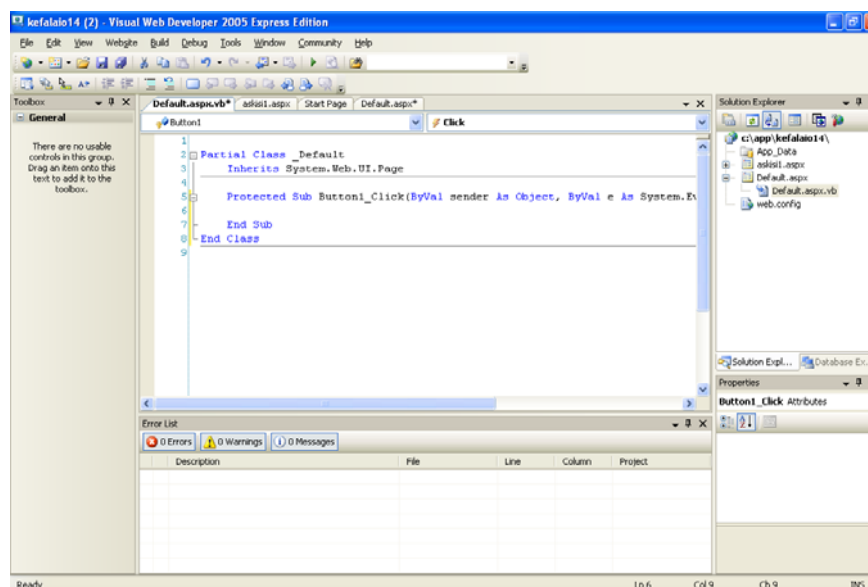 kefalaio14 (2) - Visual Web Developer 2005 Express Edition
File Edit View Website Build Debug Tools Window Community Help
Toolbox
General
There are no usable
controls in this group.
Drag an item onto this
text to add it to the
toolbox.
Default.aspx.vb* askisi1.aspx Start Page Default.aspx*
Button1 Click
1
2 Partial Class _Default
3 Inherits System.Web.UI.Page
4
5 Protected Sub Button1_Click(ByVal sender As Object, ByVal e As System.Ev
6
7 End Sub
8 End Class
9
Solution Explorer
c:\app\kefalaio14\
App_Data
askisi1.aspx
Default.aspx
Default.aspx.vb
web.config
Solution Expl... Database Ex.
Properties
Button1_Click Attributes
Error List
0 Errors 0 Warnings 0 Messages
Description File Line Column Project
Ready Ln 6 Col 9 Ch 9 INS